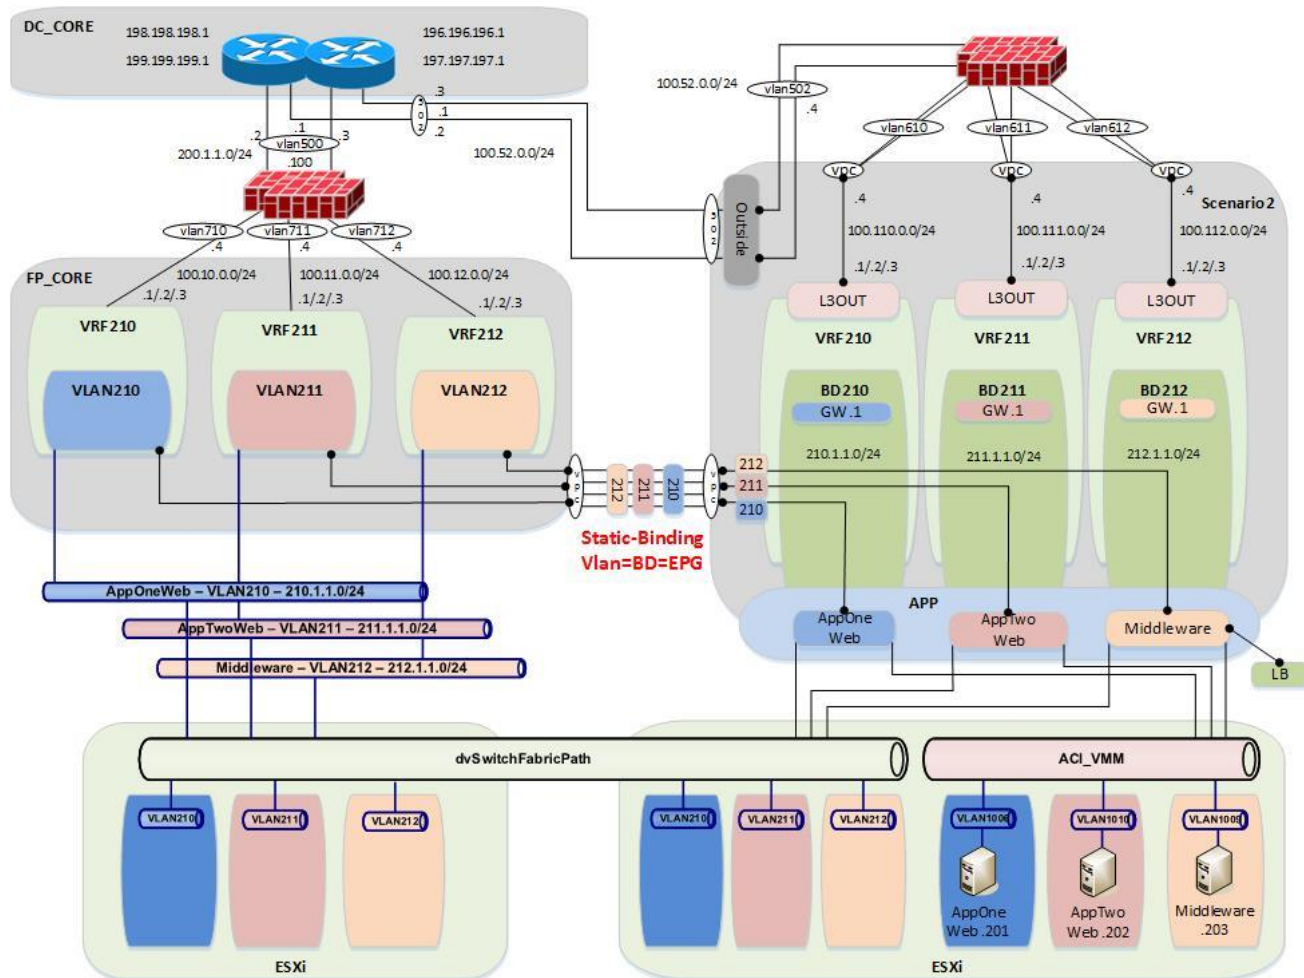 DC_CORE
198.198.198.1
199.199.199.1
196.196.196.1
197.197.197.1
.3
.1
.2
502
100.52.0.0/24
100.52.0.0/24
vlan502
.4
.2
.1
.3
vlan500
.100
200.1.1.0/24
vlan610
vlan611
vlan612
vpc
vpc
vpc
.4
.4
.4
Scenario2
502
Outside
100.110.0.0/24
100.111.0.0/24
100.112.0.0/24
.1/.2/.3
.1/.2/.3
.1/.2/.3
L3OUT
L3OUT
L3OUT
vlan710
vlan711
vlan712
.4
.4
.4
FP_CORE
100.10.0.0/24
100.11.0.0/24
100.12.0.0/24
.1/.2/.3
.1/.2/.3
.1/.2/.3
VRF210
VRF211
VRF212
VLAN210
VLAN211
VLAN212
VRF210
VRF211
VRF212
BD210
BD211
BD212
GW.1
GW.1
GW.1
210.1.1.0/24
211.1.1.0/24
212.1.1.0/24
vpc
212
211
210
vpc
212
211
210
Static-Binding
Vlan=BD=EPG
AppOneWeb – VLAN210 – 210.1.1.0/24
AppTwoWeb – VLAN211 – 211.1.1.0/24
Middleware – VLAN212 – 212.1.1.0/24
APP
AppOne
Web
AppTwo
Web
Middleware
LB
dvSwitchFabricPath
ACI_VMM
VLAN210
VLAN211
VLAN212
VLAN210
VLAN211
VLAN212
VLAN1006
VLAN1010
VLAN1009
AppOne
Web .201
AppTwo
Web .202
Middleware
.203
ESXi
ESXi